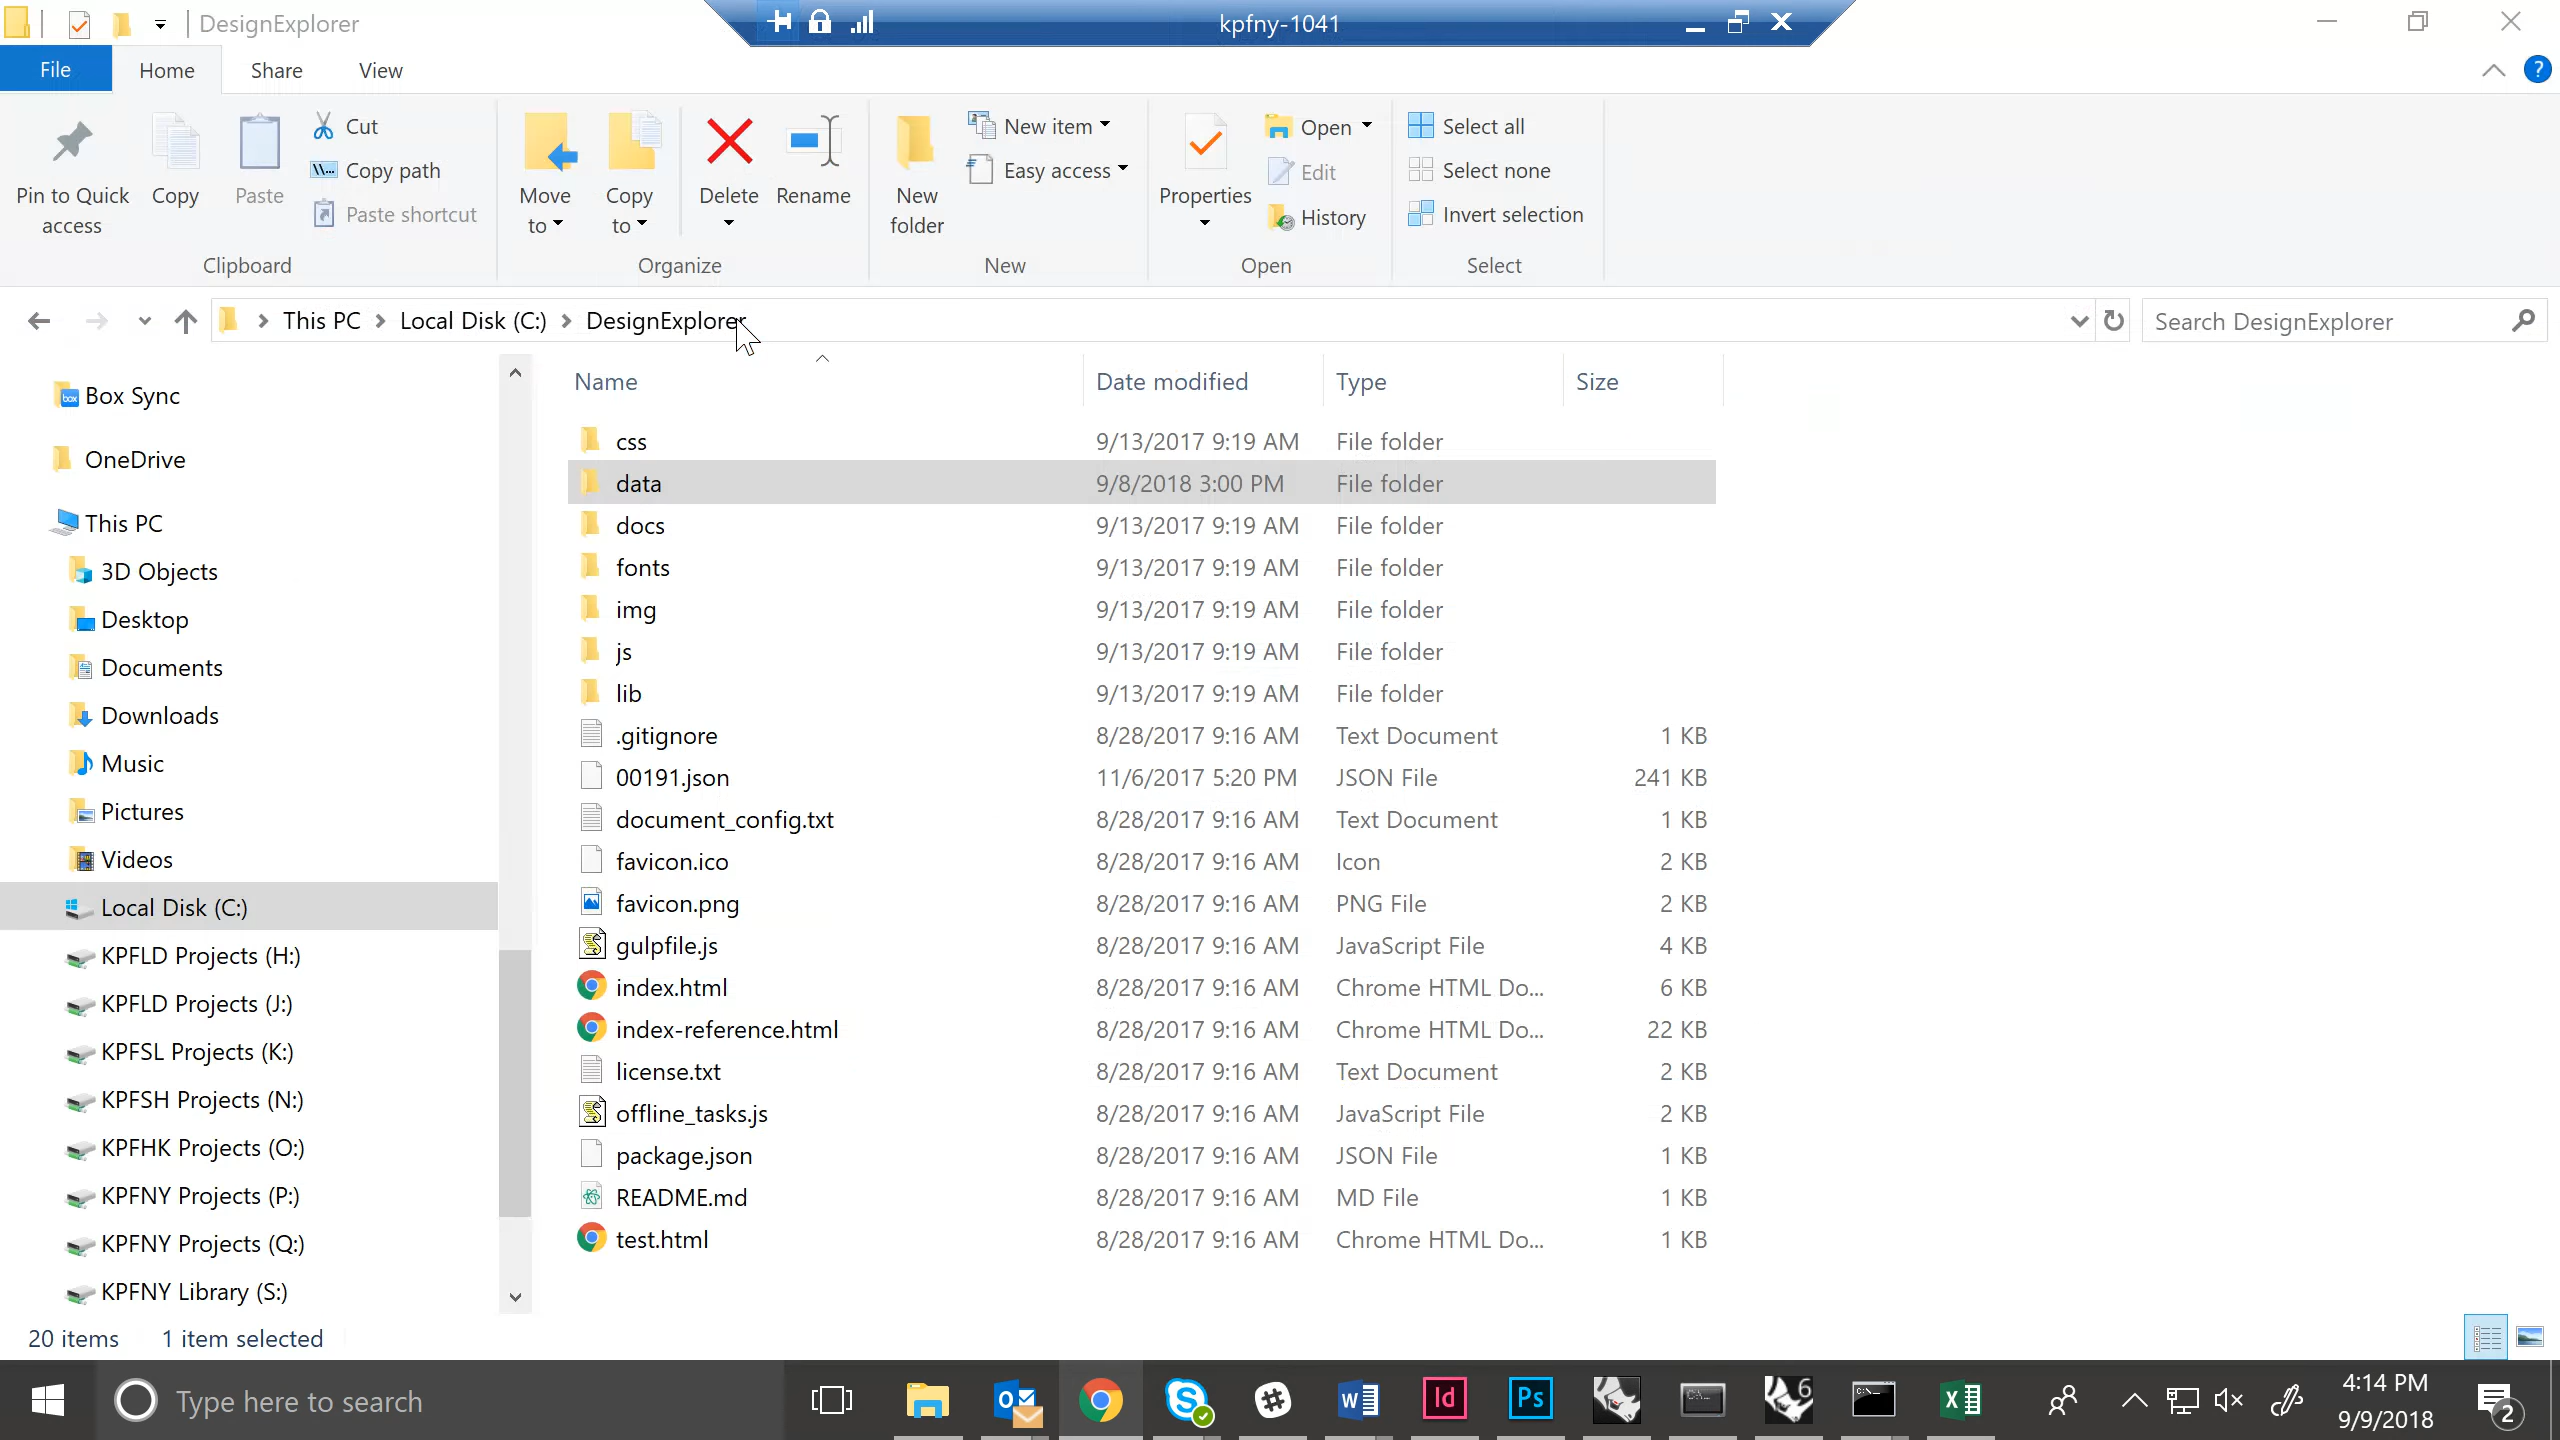 DesignExplorer
kpfny-1041
File Home Share View
Pin to Quick access
Copy
Paste
Cut
Copy path
Paste shortcut
Clipboard
Move to
Copy to
Delete
Rename
Organize
New folder
New item
Easy access
New
Properties
Open
Edit
History
Open
Select all
Select none
Invert selection
Select
This PC Local Disk (C:) DesignExplorer
Search DesignExplorer
Box Sync
OneDrive
This PC
3D Objects
Desktop
Documents
Downloads
Music
Pictures
Videos
Local Disk (C:)
KPFLD Projects (H:)
KPFLD Projects (J:)
KPFSL Projects (K:)
KPFSH Projects (N:)
KPFHK Projects (O:)
KPFNY Projects (P:)
KPFNY Projects (Q:)
KPFNY Library (S:)
Name Date modified Type Size
css 9/13/2017 9:19 AM File folder
data 9/8/2018 3:00 PM File folder
docs 9/13/2017 9:19 AM File folder
fonts 9/13/2017 9:19 AM File folder
img 9/13/2017 9:19 AM File folder
js 9/13/2017 9:19 AM File folder
lib 9/13/2017 9:19 AM File folder
.gitignore 8/28/2017 9:16 AM Text Document 1 KB
00191.json 11/6/2017 5:20 PM JSON File 241 KB
document_config.txt 8/28/2017 9:16 AM Text Document 1 KB
favicon.ico 8/28/2017 9:16 AM Icon 2 KB
favicon.png 8/28/2017 9:16 AM PNG File 2 KB
gulpfile.js 8/28/2017 9:16 AM JavaScript File 4 KB
index.html 8/28/2017 9:16 AM Chrome HTML Do... 6 KB
index-reference.html 8/28/2017 9:16 AM Chrome HTML Do... 22 KB
license.txt 8/28/2017 9:16 AM Text Document 2 KB
offline_tasks.js 8/28/2017 9:16 AM JavaScript File 2 KB
package.json 8/28/2017 9:16 AM JSON File 1 KB
README.md 8/28/2017 9:16 AM MD File 1 KB
test.html 8/28/2017 9:16 AM Chrome HTML Do... 1 KB
20 items 1 item selected
Type here to search
Id
Ps
6
4:14 PM
9/9/2018
2